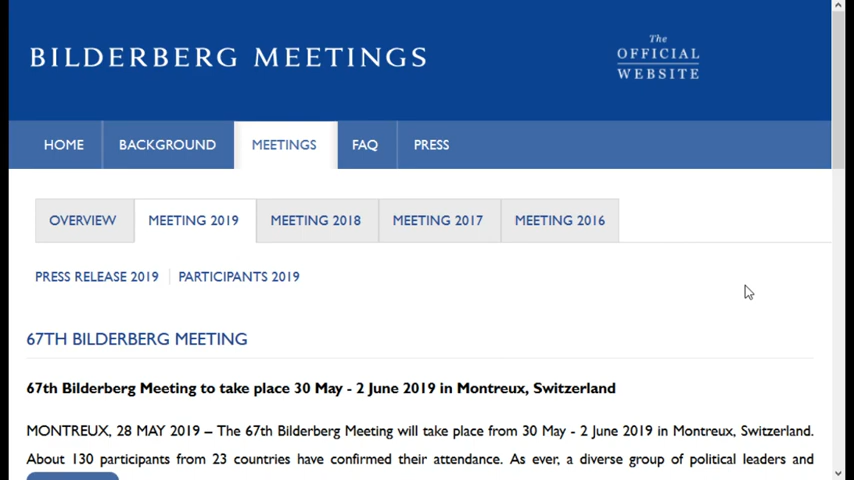 BILDERBERG MEETINGS
The
OFFICIAL
WEBSITE
HOME BACKGROUND MEETINGS FAQ PRESS
OVERVIEW MEETING 2019 MEETING 2018 MEETING 2017 MEETING 2016
PRESS RELEASE 2019 PARTICIPANTS 2019
67TH BILDERBERG MEETING
67th Bilderberg Meeting to take place 30 May - 2 June 2019 in Montreux, Switzerland
MONTREUX, 28 MAY 2019 – The 67th Bilderberg Meeting will take place from 30 May - 2 June 2019 in Montreux, Switzerland.
About 130 participants from 23 countries have confirmed their attendance. As ever, a diverse group of political leaders and